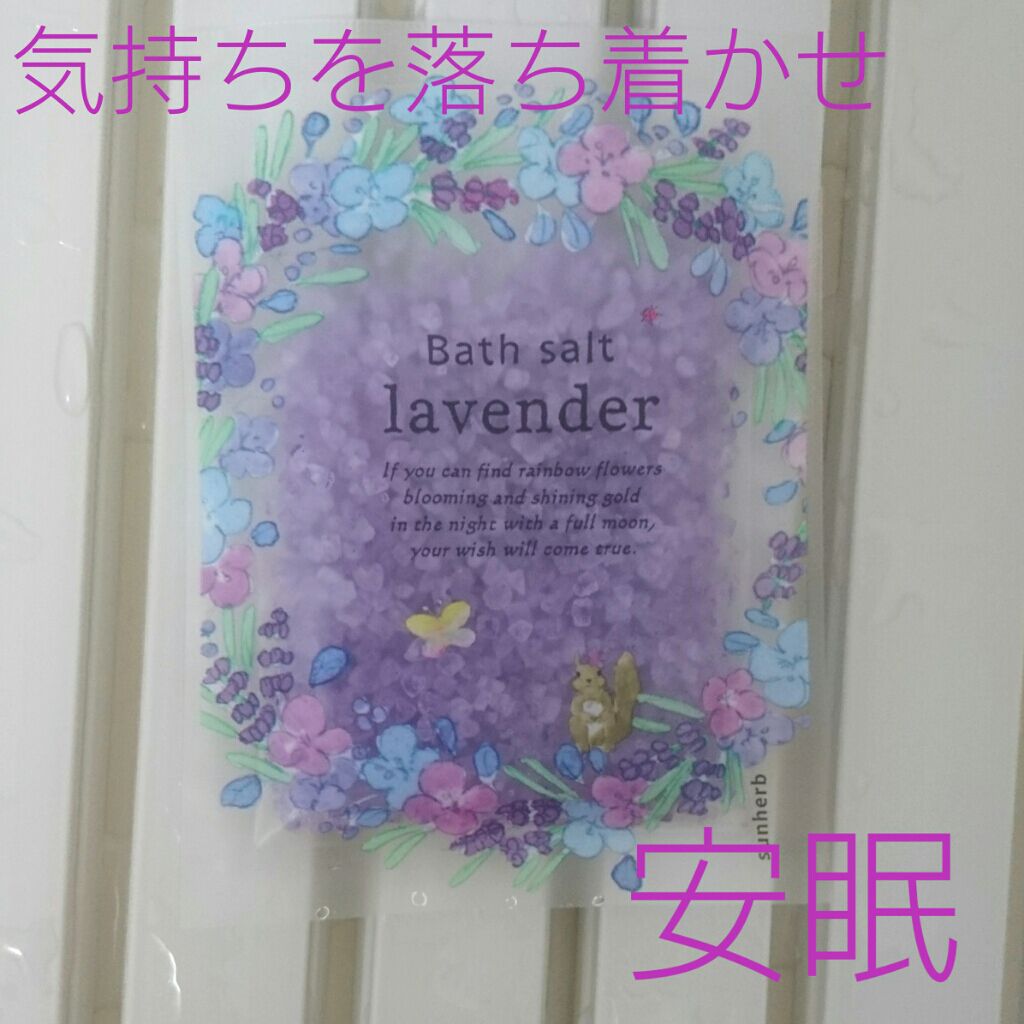 気持ちを落ち着かせ
Bath salt
lavender
If you can find rainbow flowers
blooming and shining gold
in the night with a full moon,
your wish will come true.
sunherb
安眠